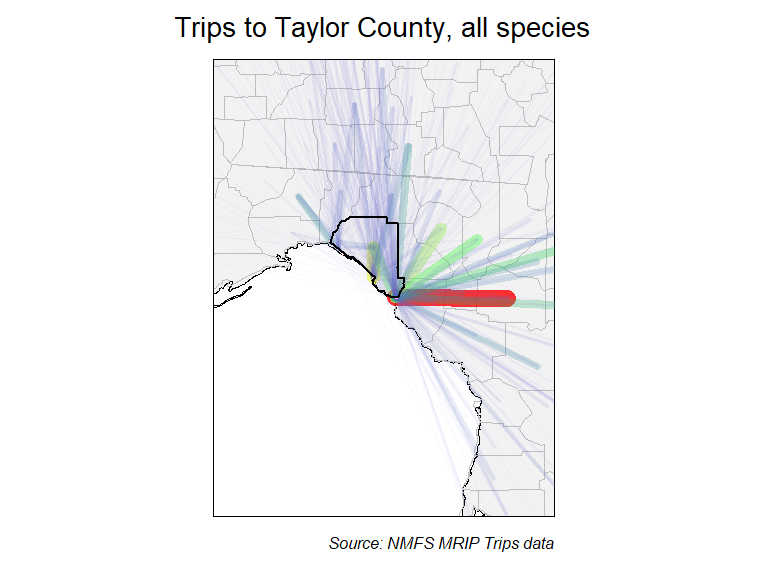 Trips to Taylor County, all species
Source: NMFS MRIP Trips data